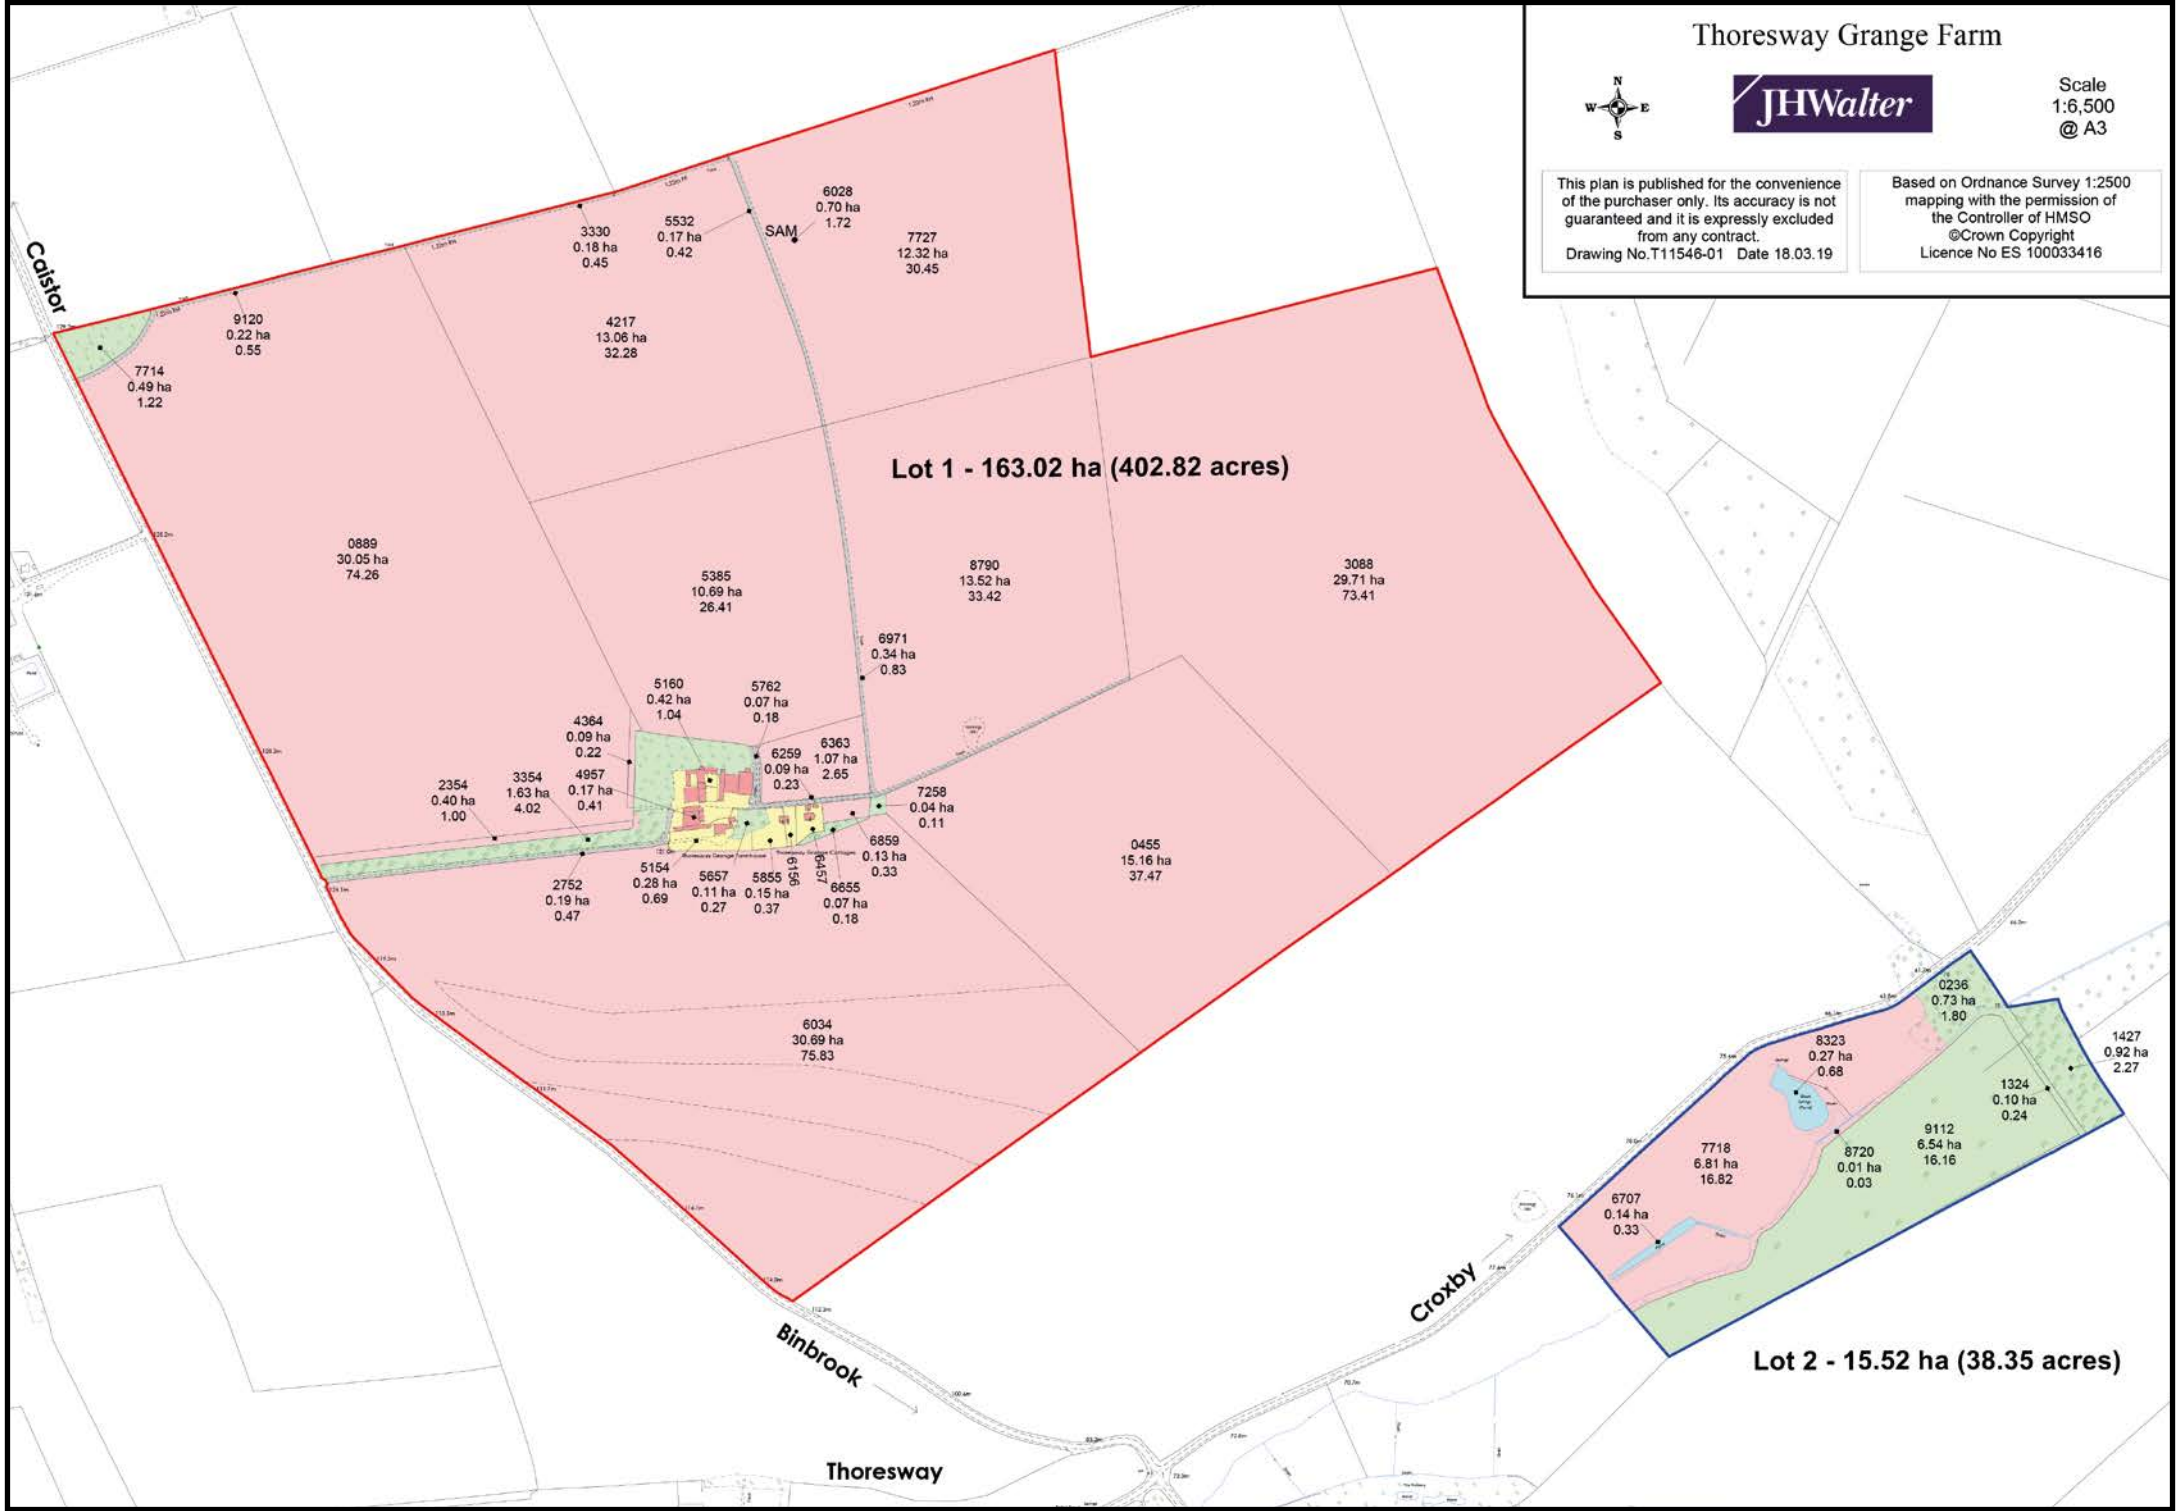 Thoresway Grange Farm
N
W
E
S
JHWalter
Scale
1:6,500
@ A3
This plan is published for the convenience
of the purchaser only. Its accuracy is not
guaranteed and it is expressly excluded
from any contract.
Drawing No.T11546-01 Date 18.03.19
Based on Ordnance Survey 1:2500
mapping with the permission of
the Controller of HMSO
©Crown Copyright
Licence No ES 100033416
Caistor
7714
0.49 ha
1.22
9120
0.22 ha
0.55
3330
0.18 ha
0.45
5532
0.17 ha
0.42
SAM
6028
0.70 ha
1.72
7727
12.32 ha
30.45
4217
13.06 ha
32.28
Lot 1 - 163.02 ha (402.82 acres)
0889
30.05 ha
74.26
5385
10.69 ha
26.41
8790
13.52 ha
33.42
3088
29.71 ha
73.41
6971
0.34 ha
0.83
5160
0.42 ha
1.04
5762
0.07 ha
0.18
4364
0.09 ha
0.22
6259
0.09 ha
0.23
6363
1.07 ha
2.65
2354
0.40 ha
1.00
3354
1.63 ha
4.02
4957
0.17 ha
0.41
7258
0.04 ha
0.11
6859
0.13 ha
0.33
Thoresway Grange Farmhouse
Thoresway Grange Cottages
2752
0.19 ha
0.47
5154
0.28 ha
0.69
5657
0.11 ha
0.27
5855
0.15 ha
0.37
6156
6457
6655
0.07 ha
0.18
0455
15.16 ha
37.47
6034
30.69 ha
75.83
0236
0.73 ha
1.80
8323
0.27 ha
0.68
1427
0.92 ha
2.27
1324
0.10 ha
0.24
9112
6.54 ha
16.16
7718
6.81 ha
16.82
8720
0.01 ha
0.03
6707
0.14 ha
0.33
Croxby
Binbrook
Lot 2 - 15.52 ha (38.35 acres)
Thoresway